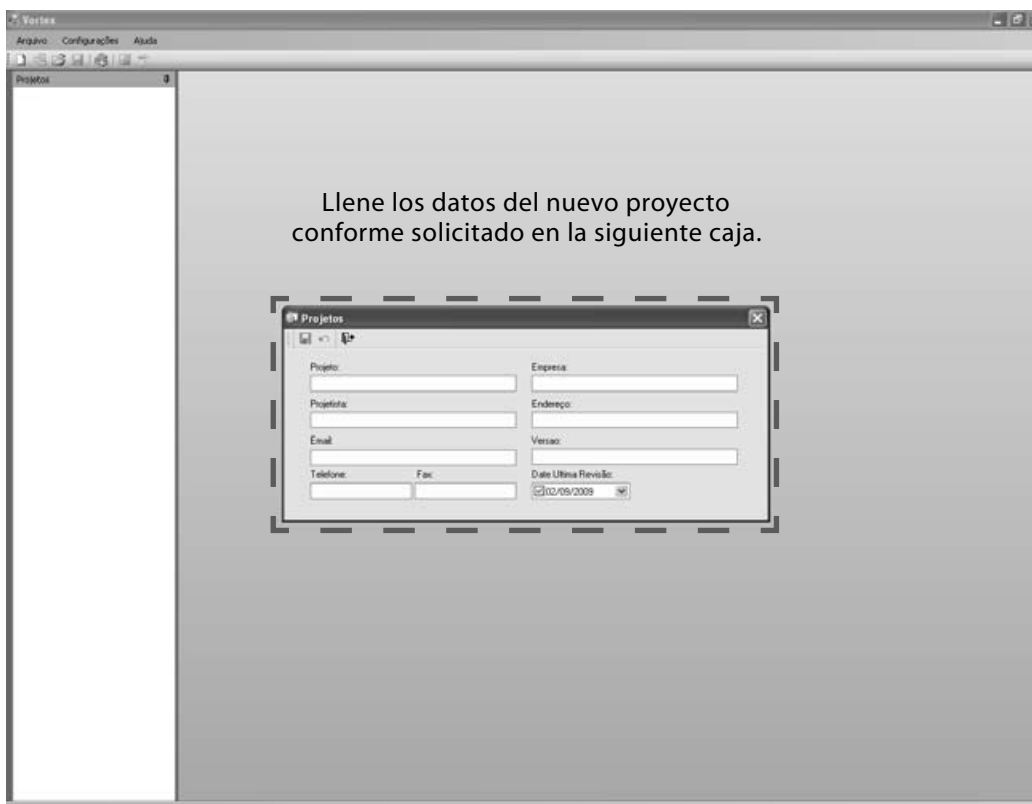 Vortex
Arquivo Configurações Ajuda
Projetos
Llene los datos del nuevo proyecto
conforme solicitado en la siguiente caja.
Projetos
Projeto: Empresa:
Projetista: Endereço:
Email: Versao:
Telefone: Fax: Date Ultima Revisão:
02/09/2009